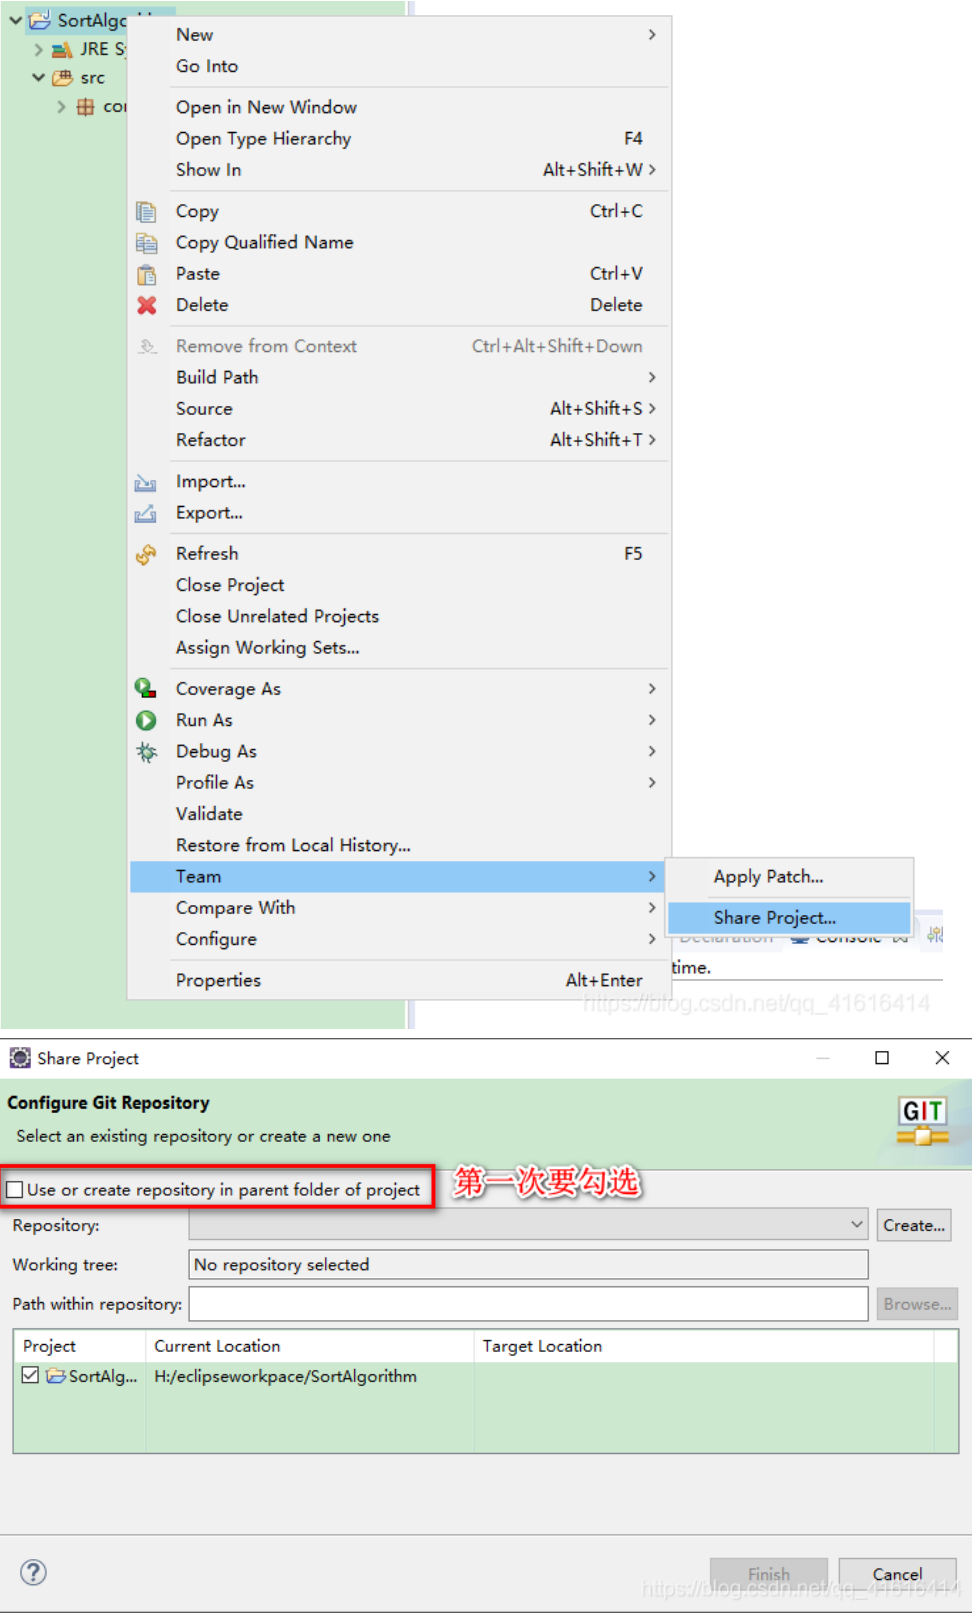 SortAlgo
New
JRE S
Go Into
src
Open in New Window
Open Type Hierarchy F4
Show In Alt+Shift+W
Copy Ctrl+C
Copy Qualified Name
Paste Ctrl+V
Delete Delete
Remove from Context Ctrl+Alt+Shift+Down
Build Path
Source Alt+Shift+S
Refactor Alt+Shift+T
Import...
Export...
Refresh F5
Close Project
Close Unrelated Projects
Assign Working Sets...
Coverage As
Run As
Debug As
Profile As
Validate
Restore from Local History...
Team
Apply Patch...
Compare With
Share Project...
Configure
Declaration Console
time.
Properties Alt+Enter
https://blog.csdn.net/qq_41616414
Share Project
Configure Git Repository
GIT
Select an existing repository or create a new one
Use or create repository in parent folder of project
第一次要勾选
Repository: Create...
Working tree: No repository selected
Path within repository: Browse...
Project Current Location Target Location
SortAlg... H:/eclipseworkpace/SortAlgorithm
Finish Cancel
https://blog.csdn.net/qq_41616414